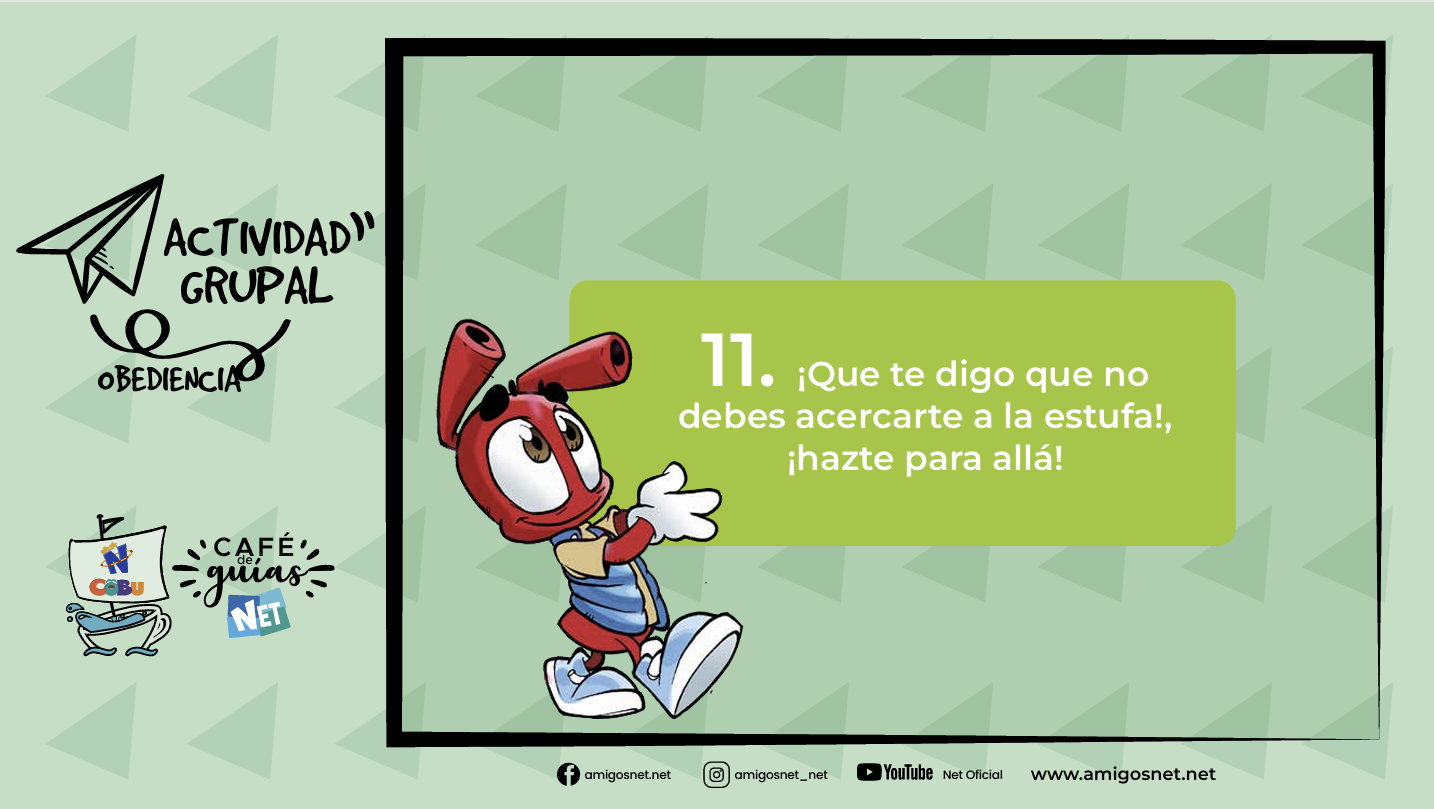 ACTIVIDAD
GRUPAL
OBEDIENCIA
11. ¡Que te digo que no
debes acercarte a la estufa!,
¡hazte para allá!
N
COBU
CAFÉ
de
guías
NET
amigosnet.net
amigosnet_net
YouTube Net Oficial
www.amigosnet.net